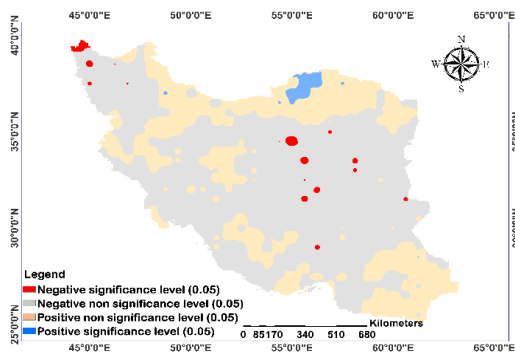 45°0'0"E 50°0'0"E 55°0'0"E 60°0'0"E 65°0'0"E
40°0'0"N
35°0'0"N
30°0'0"N
25°0'0"N
N
W E
S
Legend
Negative significance level (0.05)
Negative non significance level (0.05)
Positive non significance level (0.05)
Positive significance level (0.05)
Kilometers
0 85170 340 510 680
45°0'0"E 50°0'0"E 55°0'0"E 60°0'0"E 65°0'0"E